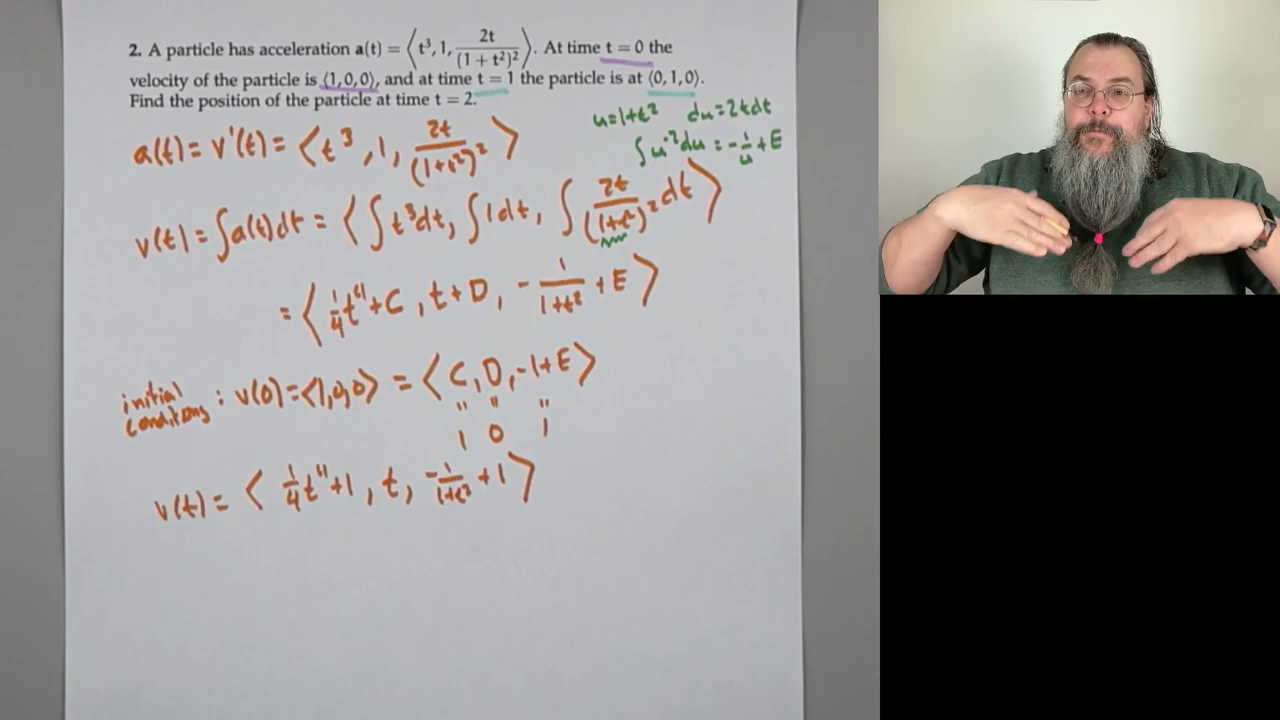 2. A particle has acceleration a(t) = ⟨t³, 1, 2t/(1 + t²)²⟩. At time t = 0 the
velocity of the particle is ⟨1, 0, 0⟩, and at time t = 1 the particle is at ⟨0, 1, 0⟩.
Find the position of the particle at time t = 2.
u=1+t² du=2tdt
∫u⁻²du = -1/u + E
a(t) = v'(t) = ⟨t³, 1, 2t/(1+t²)²⟩
v(t) = ∫a(t)dt = ⟨∫t³dt, ∫1dt, ∫2t/(1+t²)² dt⟩
= ⟨¼t⁴+C, t+D, -1/(1+t²) + E⟩
initial conditions : v(0)=⟨1,0,0⟩ = ⟨C, D, -1+E⟩
" " "
1 0 1
v(t) = ⟨¼t⁴+1, t, -1/(1+t²) + 1⟩